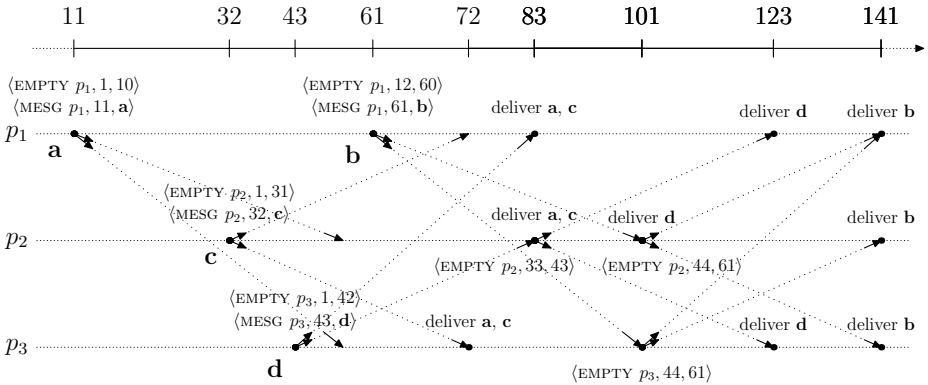 11 32 43 61 72 83 101 123 141
⟨EMPTY p₁, 1, 10⟩ ⟨EMPTY p₁, 12, 60⟩
⟨MESG p₁, 11, a⟩ ⟨MESG p₁, 61, b⟩ deliver a, c deliver d deliver b
p₁
a b
⟨EMPTY p₂, 1, 31⟩
⟨MESG p₂, 32, c⟩ deliver a, c deliver d deliver b
p₂
c ⟨EMPTY p₂, 33, 43⟩ ⟨EMPTY p₂, 44, 61⟩
⟨EMPTY p₃, 1, 42⟩
⟨MESG p₃, 43, d⟩ deliver a, c deliver d deliver b
p₃
d ⟨EMPTY p₃, 44, 61⟩